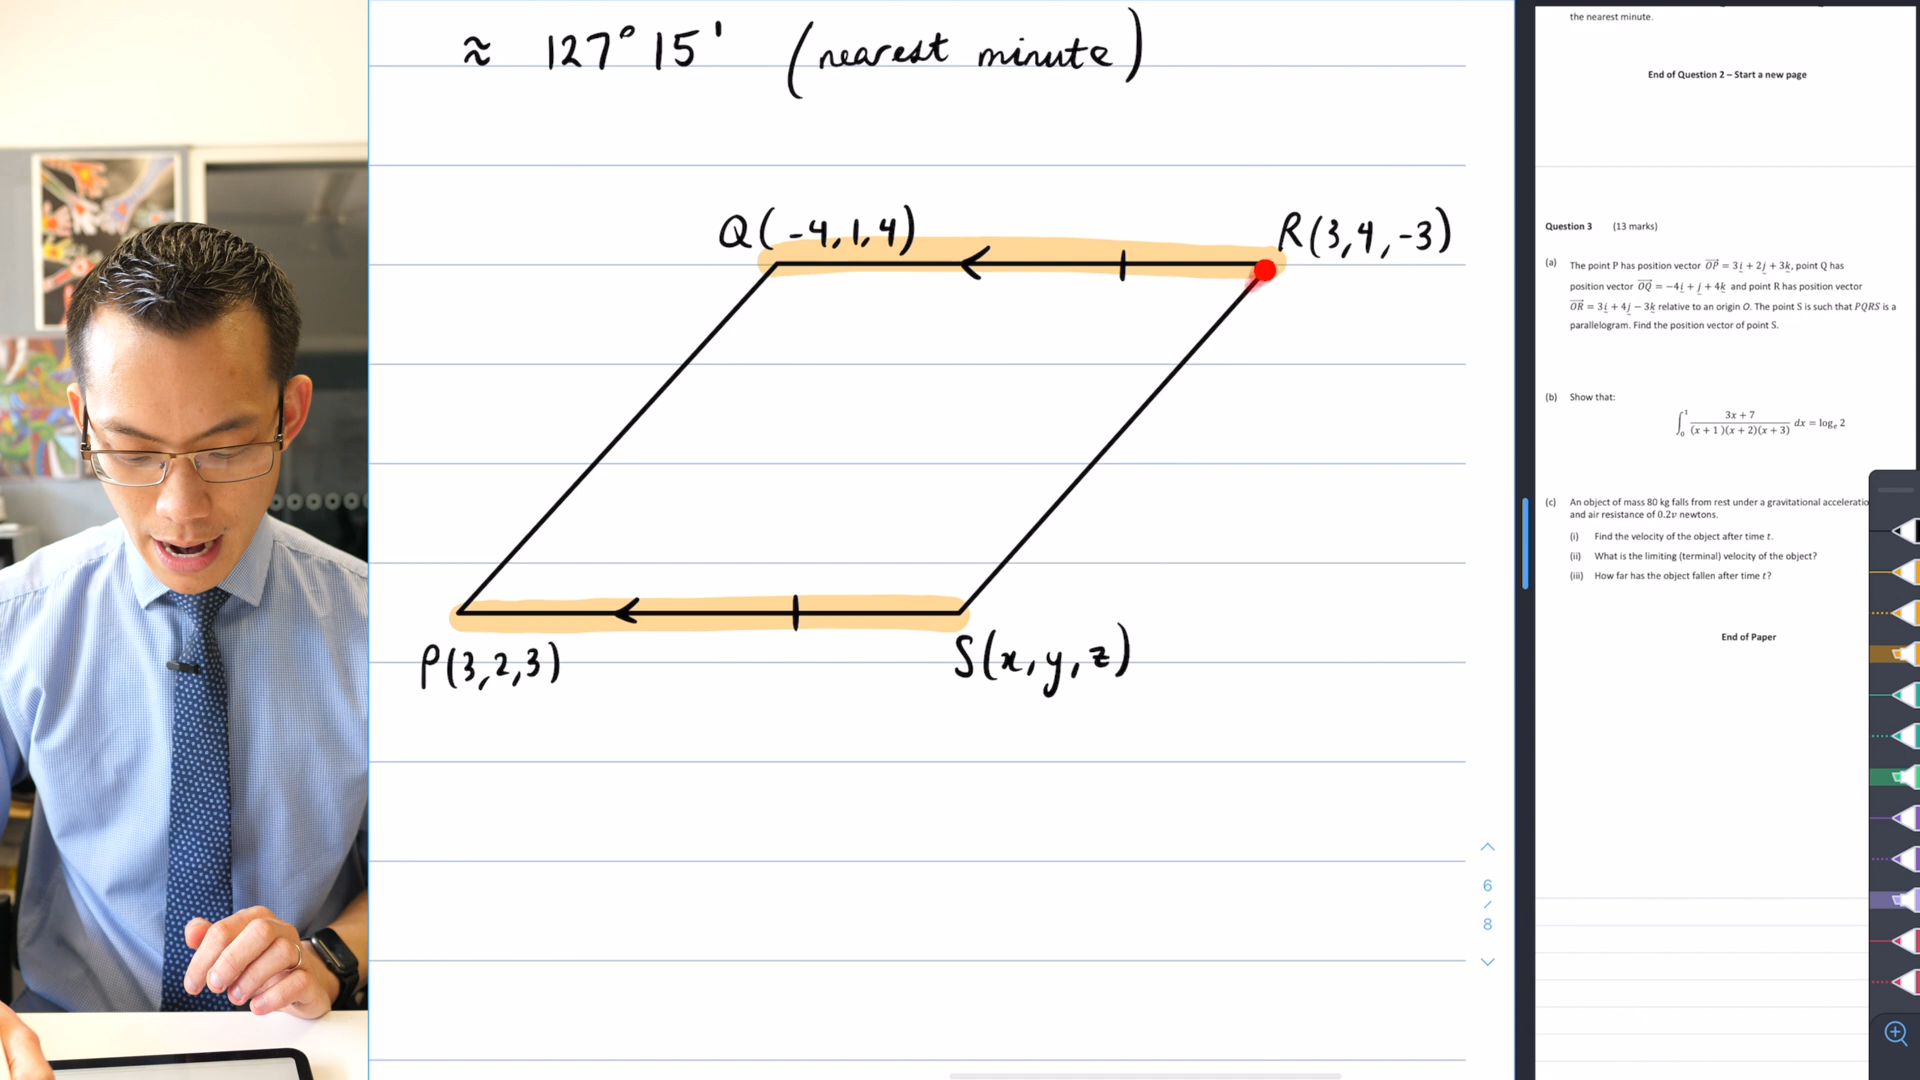 ≈ 127° 15' (nearest minute)
Q(-4,1,4)
R(3,4,-3)
P(3,2,3)
S(x,y,z)
6
/
8
the nearest minute.
End of Question 2 – Start a new page
Question 3 (13 marks)
(a) The point P has position vector OP = 3i + 2j + 3k, point Q has
position vector OQ = −4i + j + 4k and point R has position vector
OR = 3i + 4j − 3k relative to an origin O. The point S is such that PQRS is a
parallelogram. Find the position vector of point S.
(b) Show that:
∫₀¹ (3x + 7)/((x + 1)(x + 2)(x + 3)) dx = logₑ 2
(c) An object of mass 80 kg falls from rest under a gravitational acceleratio
and air resistance of 0.2v newtons.
(i) Find the velocity of the object after time t.
(ii) What is the limiting (terminal) velocity of the object?
(iii) How far has the object fallen after time t?
End of Paper